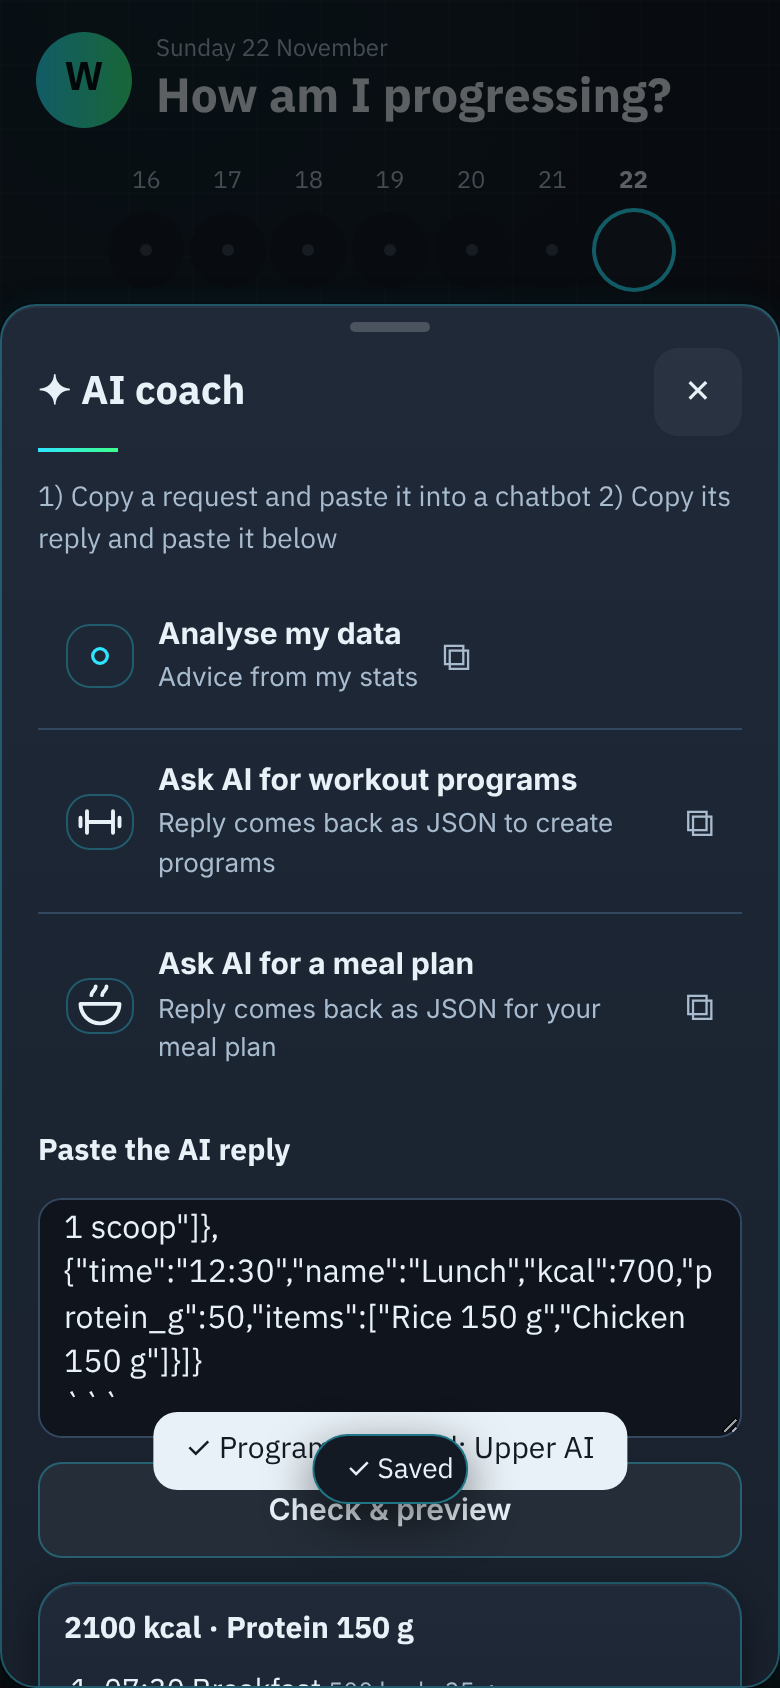 W
Sunday 22 November
How am I progressing?
16 17 18 19 20 21 22
✦ AI coach
✕
1) Copy a request and paste it into a chatbot 2) Copy its
reply and paste it below
Analyse my data
Advice from my stats
Ask AI for workout programs
Reply comes back as JSON to create
programs
Ask AI for a meal plan
Reply comes back as JSON for your
meal plan
Paste the AI reply
1 scoop"]},
{"time":"12:30","name":"Lunch","kcal":700,"p
rotein_g":50,"items":["Rice 150 g","Chicken
150 g"]}]}
```
✓ Upper AI
✓ Saved
Check & preview
2100 kcal · Protein 150 g
1. 07:30 Breakfast